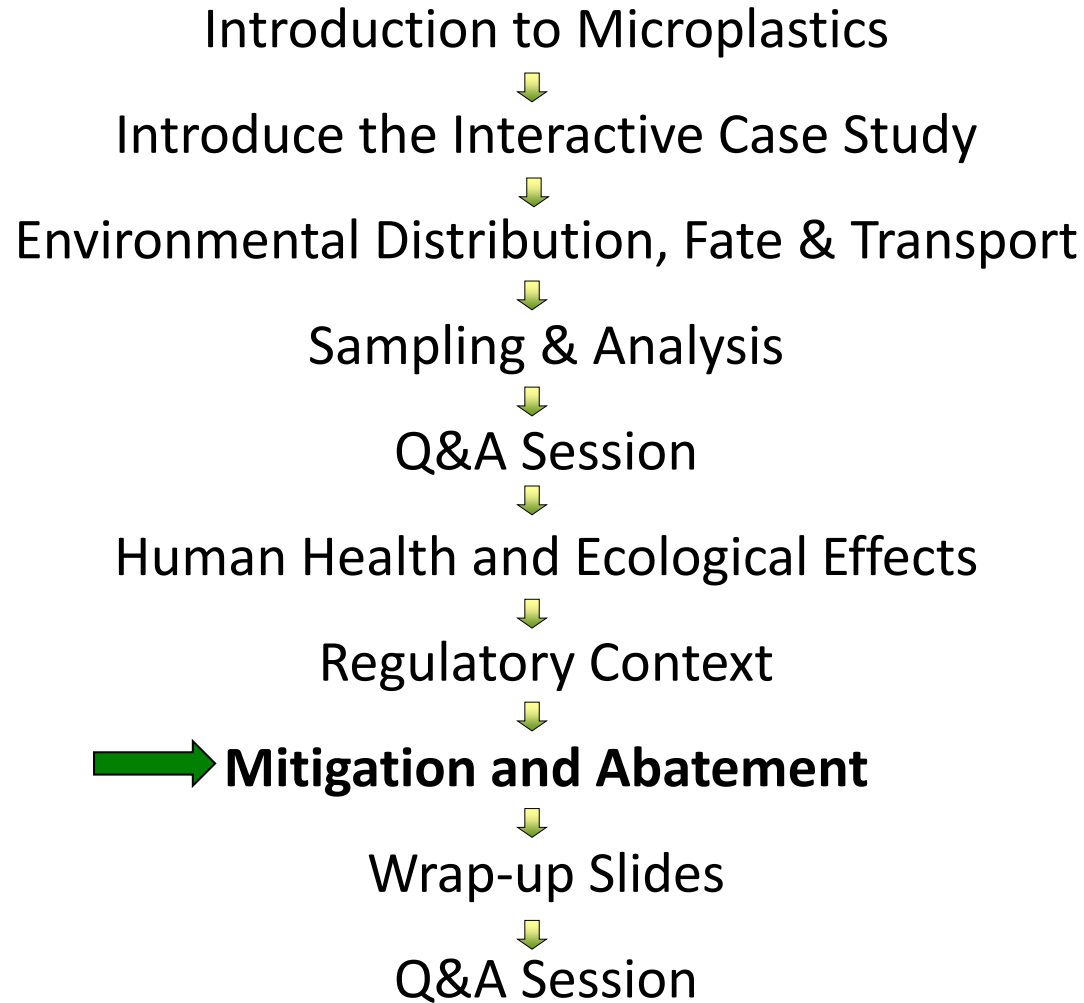 Introduction to Microplastics
Introduce the Interactive Case Study
Environmental Distribution, Fate & Transport
Sampling & Analysis
Q&A Session
Human Health and Ecological Effects
Regulatory Context
Mitigation and Abatement
Wrap-up Slides
Q&A Session